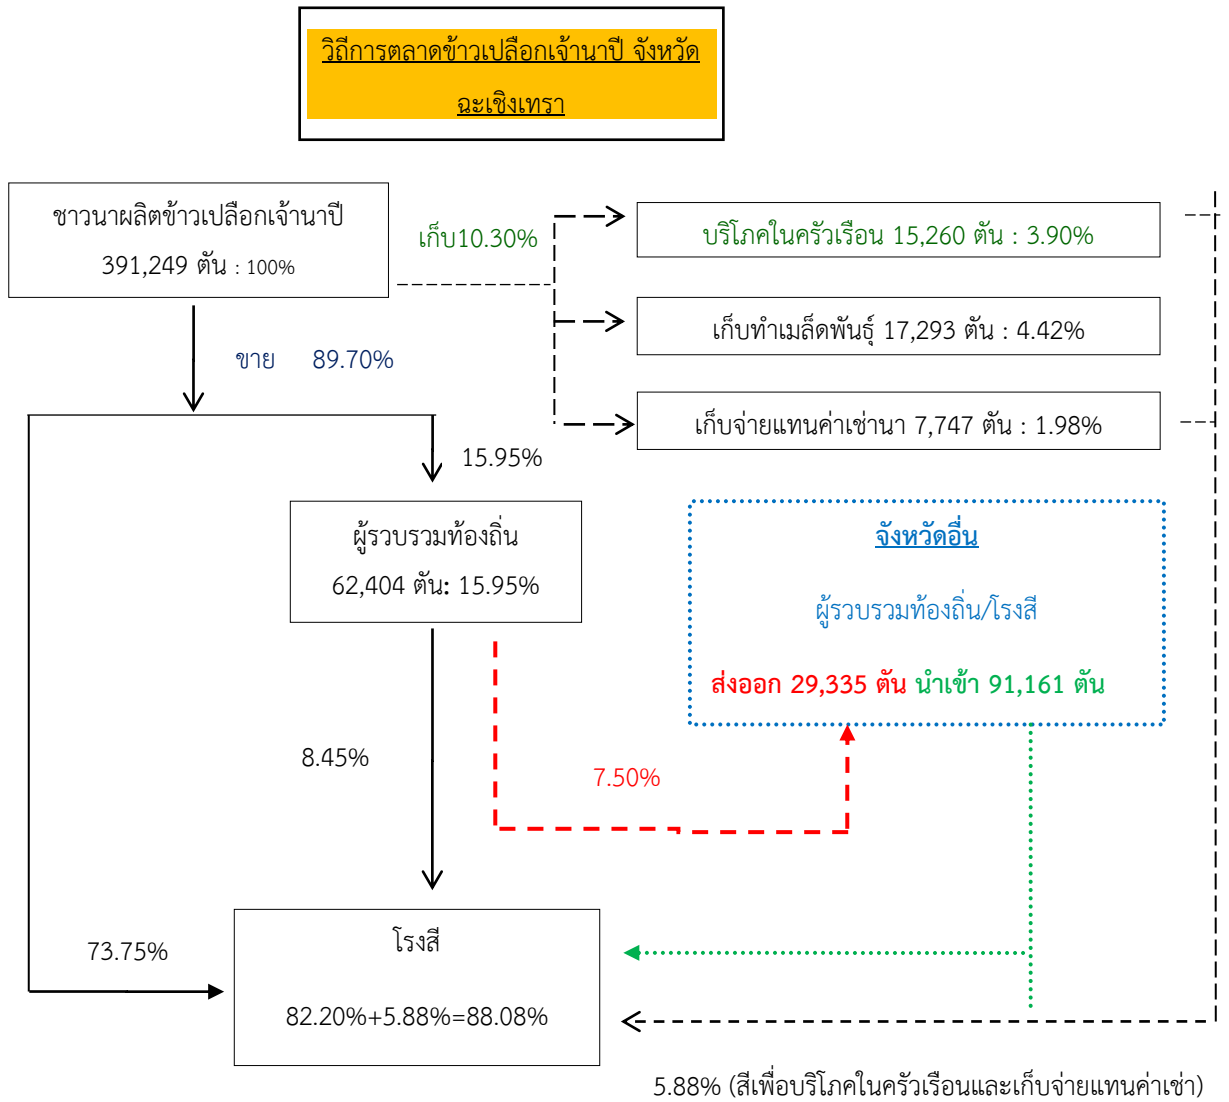 วิถีการตลาดข้าวเปลือกเจ้านาปี จังหวัด
ฉะเชิงเทรา
ชาวนาผลิตข้าวเปลือกเจ้านาปี
391,249 ตัน : 100%
เก็บ10.30%
บริโภคในครัวเรือน 15,260 ตัน : 3.90%
เก็บทำเมล็ดพันธุ์ 17,293 ตัน : 4.42%
เก็บจ่ายแทนค่าเช่านา 7,747 ตัน : 1.98%
ขาย 89.70%
15.95%
ผู้รวบรวมท้องถิ่น
62,404 ตัน: 15.95%
จังหวัดอื่น
ผู้รวบรวมท้องถิ่น/โรงสี
ส่งออก 29,335 ตัน นำเข้า 91,161 ตัน
8.45%
7.50%
73.75%
โรงสี
82.20%+5.88%=88.08%
5.88% (สีเพื่อบริโภคในครัวเรือนและเก็บจ่ายแทนค่าเช่า)